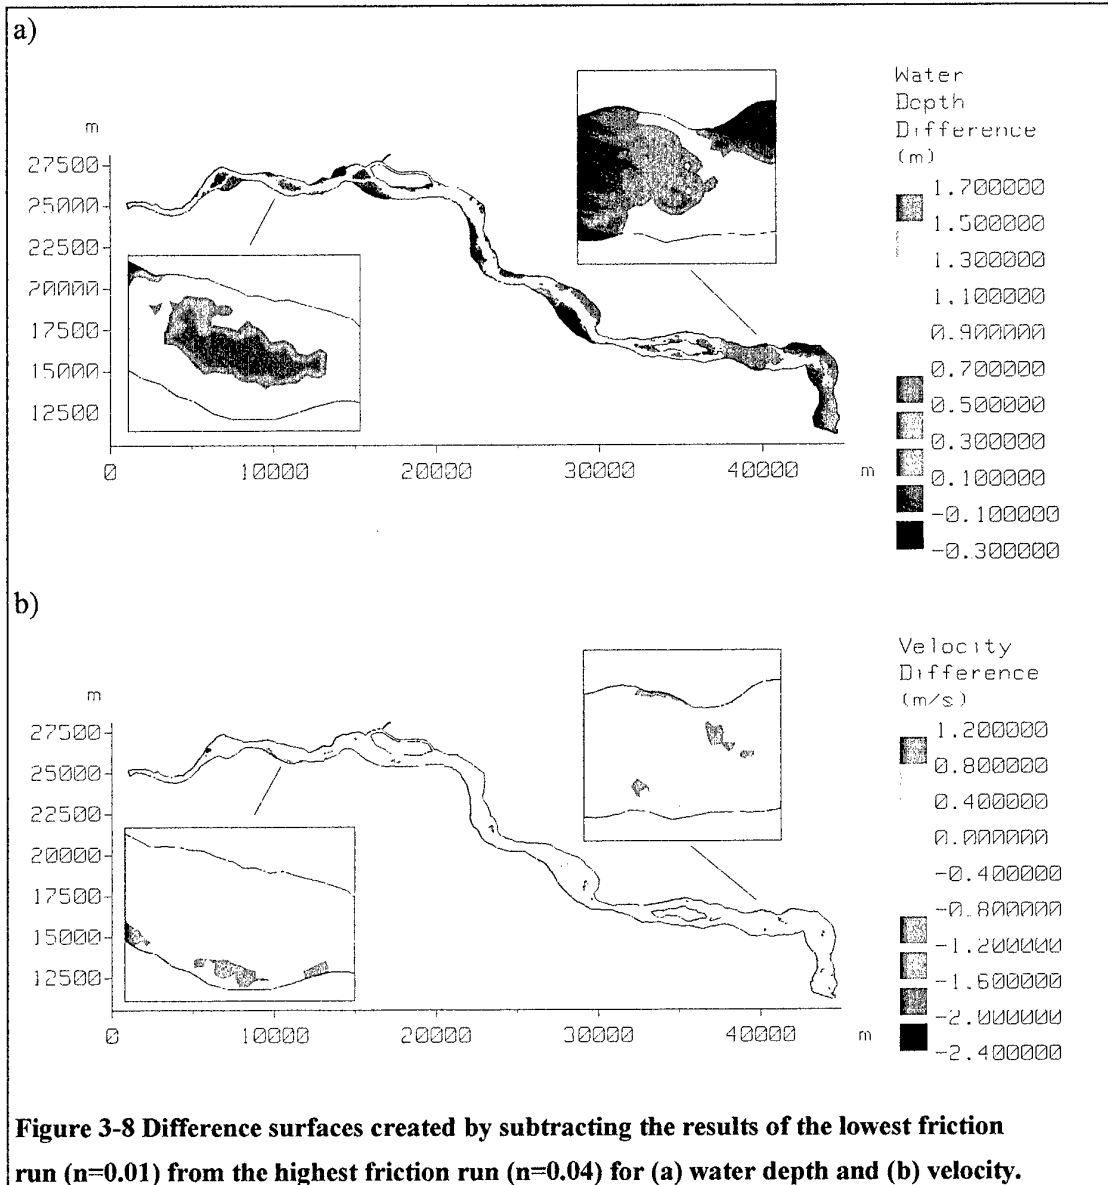 a)
Water
Depth
Difference
(m)
1.700000
1.500000
1.300000
1.100000
0.900000
0.700000
0.500000
0.300000
0.100000
-0.100000
-0.300000
m
27500
25000
22500
20000
17500
15000
12500
0 10000 20000 30000 40000 m
b)
Velocity
Difference
(m/s)
1.200000
0.800000
0.400000
0.000000
-0.400000
-0.800000
-1.200000
-1.600000
-2.000000
-2.400000
m
27500
25000
22500
20000
17500
15000
12500
0 10000 20000 30000 40000 m
Figure 3-8 Difference surfaces created by subtracting the results of the lowest friction
run (n=0.01) from the highest friction run (n=0.04) for (a) water depth and (b) velocity.